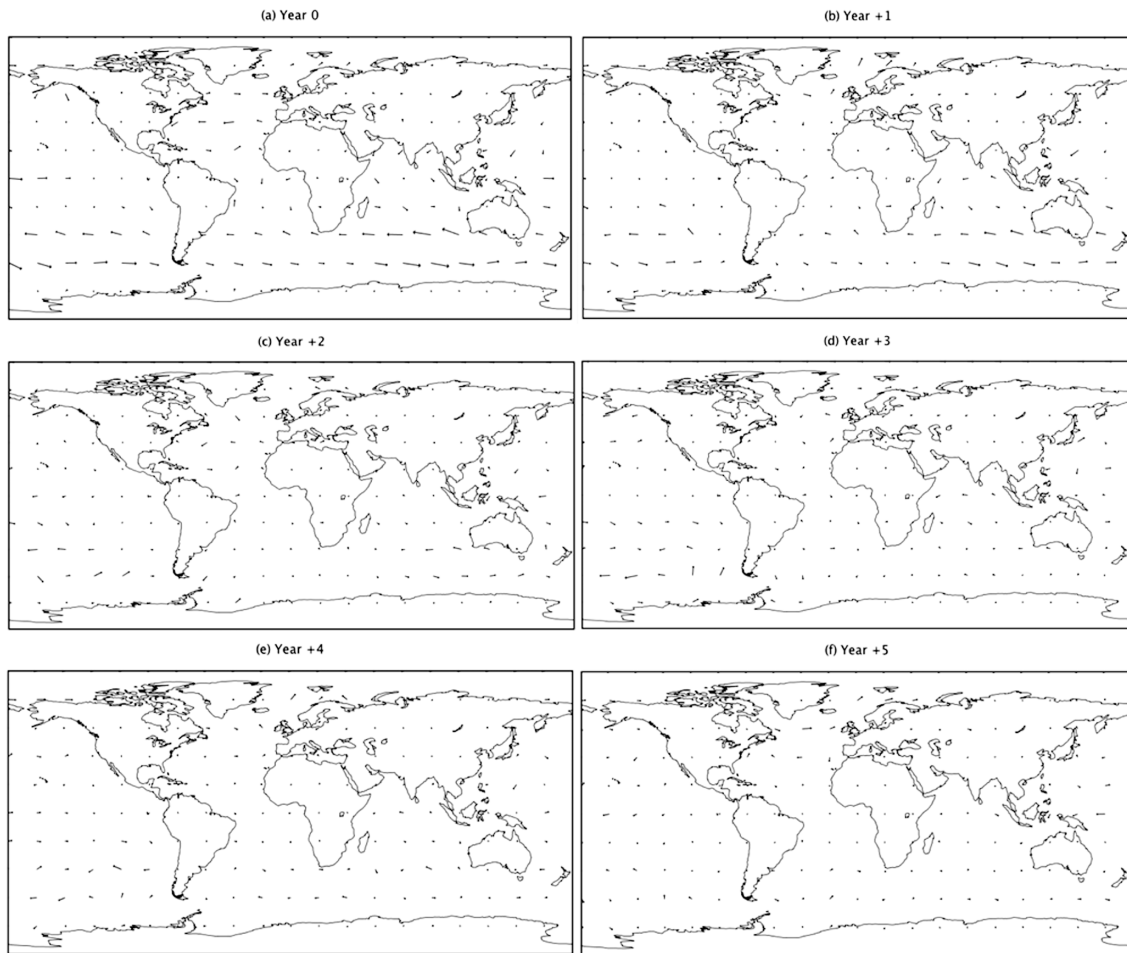 (a) Year 0
(b) Year +1
(c) Year +2
(d) Year +3
(e) Year +4
(f) Year +5